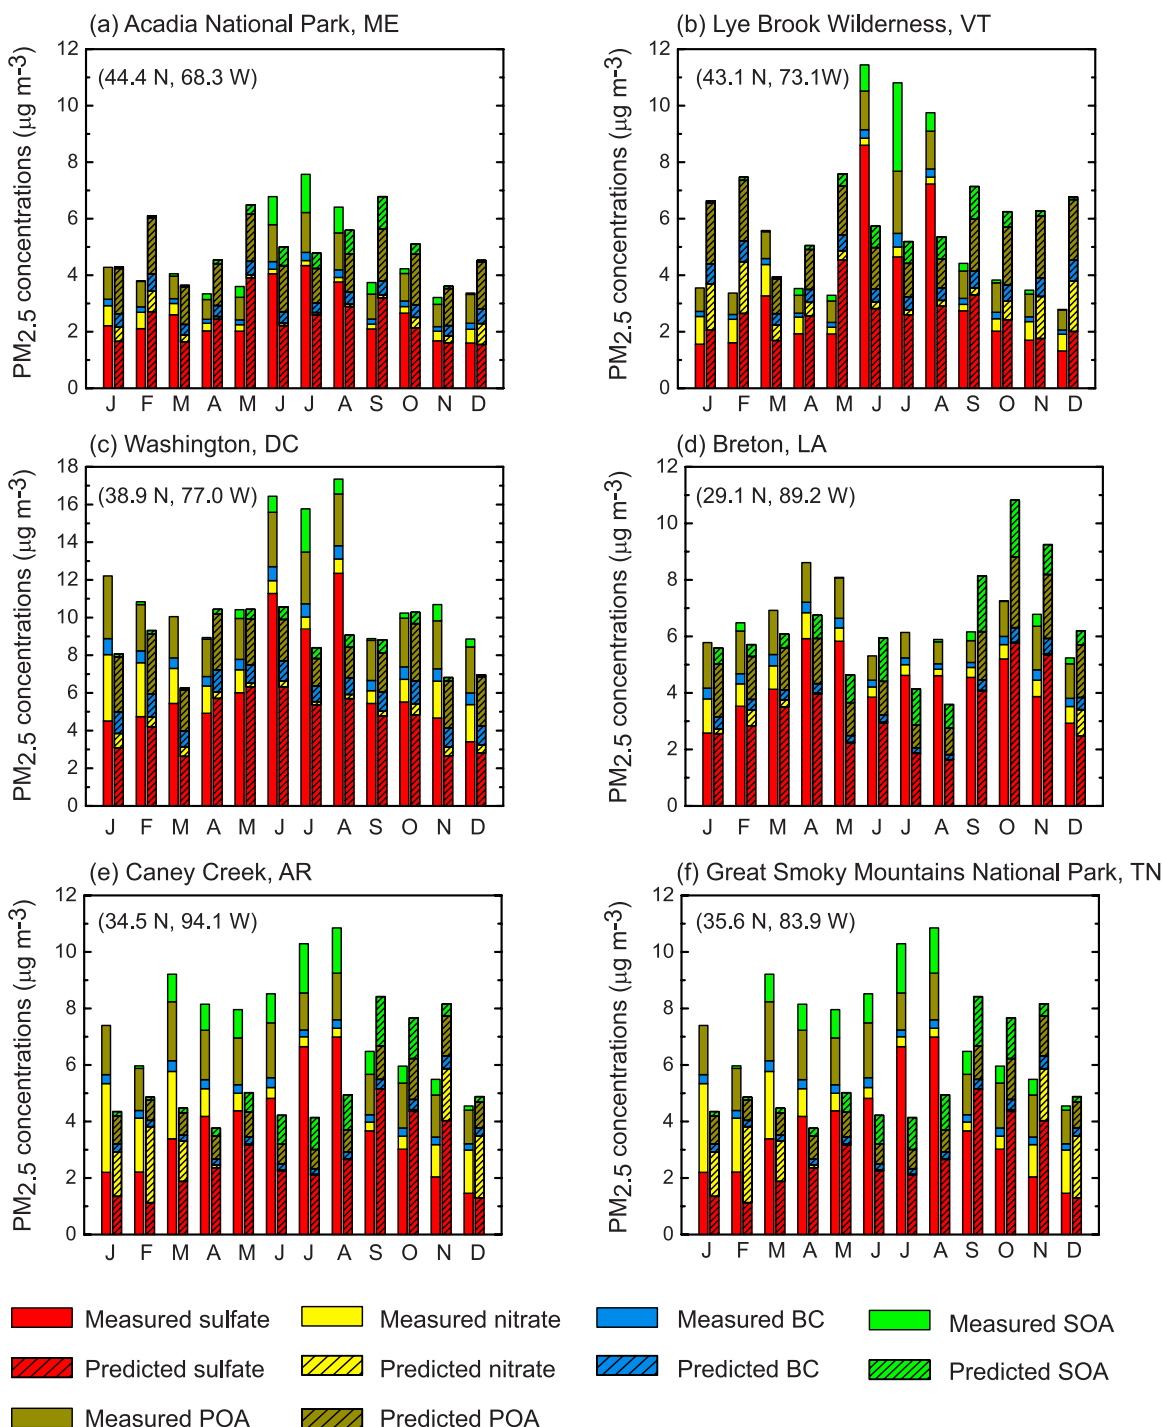 (a) Acadia National Park, ME
(b) Lye Brook Wilderness, VT
PM2.5 concentrations (μg m-3)
12
10
8
6
4
2
0
(44.4 N, 68.3 W)
J F M A M J J A S O N D
PM2.5 concentrations (μg m-3)
12
10
8
6
4
2
0
(43.1 N, 73.1W)
J F M A M J J A S O N D
(c) Washington, DC
(d) Breton, LA
PM2.5 concentrations (μg m-3)
18
16
14
12
10
8
6
4
2
0
(38.9 N, 77.0 W)
J F M A M J J A S O N D
PM2.5 concentrations (μg m-3)
12
10
8
6
4
2
0
(29.1 N, 89.2 W)
J F M A M J J A S O N D
(e) Caney Creek, AR
(f) Great Smoky Mountains National Park, TN
PM2.5 concentrations (μg m-3)
12
10
8
6
4
2
0
(34.5 N, 94.1 W)
J F M A M J J A S O N D
PM2.5 concentrations (μg m-3)
12
10
8
6
4
2
0
(35.6 N, 83.9 W)
J F M A M J J A S O N D
Measured sulfate
Measured nitrate
Measured BC
Measured SOA
Predicted sulfate
Predicted nitrate
Predicted BC
Predicted SOA
Measured POA
Predicted POA